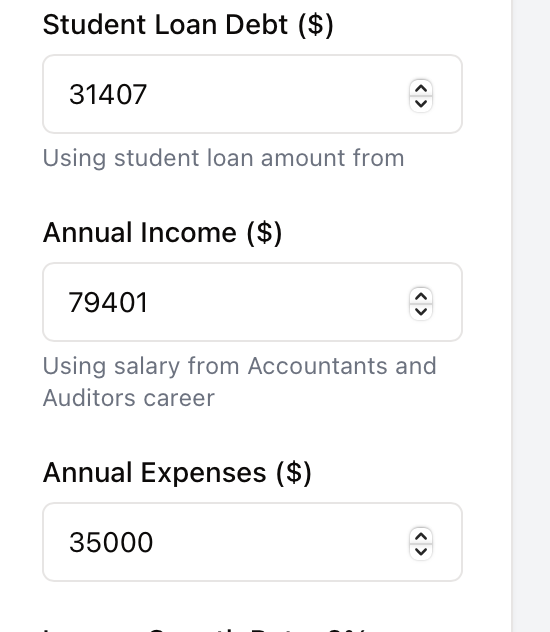 Student Loan Debt ($)
31407
Using student loan amount from
Annual Income ($)
79401
Using salary from Accountants and
Auditors career
Annual Expenses ($)
35000